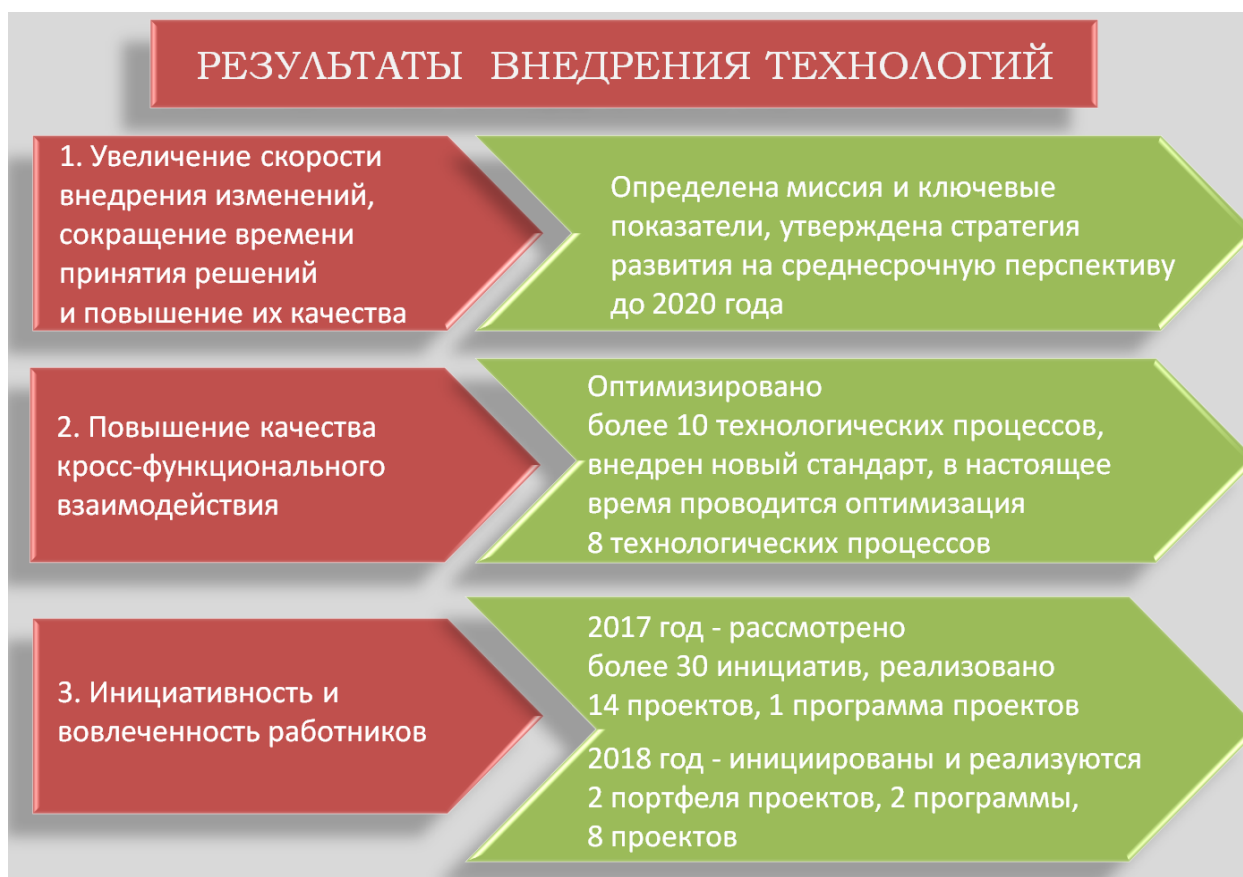 РЕЗУЛЬТАТЫ ВНЕДРЕНИЯ ТЕХНОЛОГИЙ
1. Увеличение скорости
внедрения изменений,
сокращение времени
принятия решений
и повышение их качества
Определена миссия и ключевые
показатели, утверждена стратегия
развития на среднесрочную перспективу
до 2020 года
2. Повышение качества
кросс-функционального
взаимодействия
Оптимизировано
более 10 технологических процессов,
внедрен новый стандарт, в настоящее
время проводится оптимизация
8 технологических процессов
3. Инициативность и
вовлеченность работников
2017 год - рассмотрено
более 30 инициатив, реализовано
14 проектов, 1 программа проектов
2018 год - инициированы и реализуются
2 портфеля проектов, 2 программы,
8 проектов